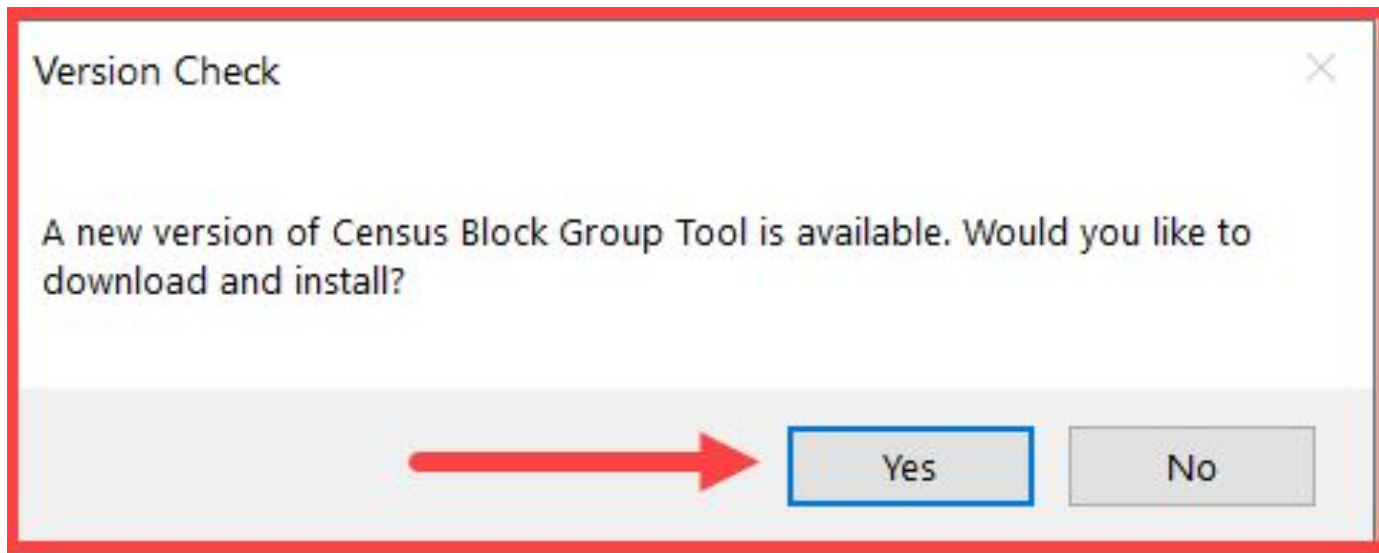 Version Check
A new version of Census Block Group Tool is available. Would you like to
download and install?
Yes No